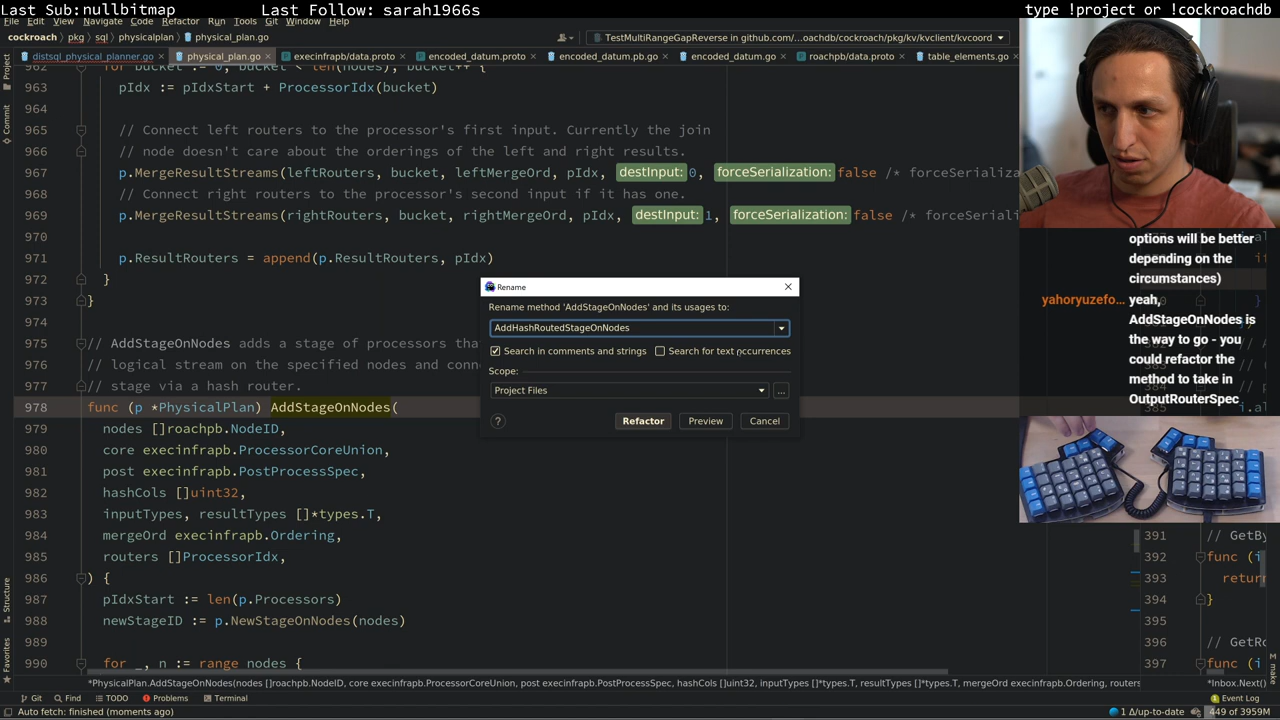 Last Sub:nullbitmap
Last Follow: sarah1966s
type !project or !cockroachdb
File Edit View Navigate Code Refactor Run Tools Git Window Help
cockroach pkg sql physicalplan physical_plan.go
TestMultiRangeGapReverse in github.com/...oachdb/cockroach/pkg/kv/kvclient/kvcoord
distsql_physical_planner.go physical_plan.go execinfrapb/data.proto encoded_datum.proto encoded_datum.pb.go encoded_datum.go roachpb/data.proto table_elements.go
962 for bucket := 0; bucket < len(nodes); bucket++ {
963 pIdx := pIdxStart + ProcessorIdx(bucket)
964
965 // Connect left routers to the processor's first input. Currently the join
966 // node doesn't care about the orderings of the left and right results.
967 p.MergeResultStreams(leftRouters, bucket, leftMergeOrd, pIdx, destInput: 0, forceSerialization: false /* forceSerializa
968 // Connect right routers to the processor's second input if it has one.
969 p.MergeResultStreams(rightRouters, bucket, rightMergeOrd, pIdx, destInput: 1, forceSerialization: false /* forceSeriali
970
971 p.ResultRouters = append(p.ResultRouters, pIdx)
972 }
973 }
974
975 // AddStageOnNodes adds a stage of processors tha
976 // logical stream on the specified nodes and conn
977 // stage via a hash router.
978 func (p *PhysicalPlan) AddStageOnNodes(
979 nodes []roachpb.NodeID,
980 core execinfrapb.ProcessorCoreUnion,
981 post execinfrapb.PostProcessSpec,
982 hashCols []uint32,
983 inputTypes, resultTypes []*types.T,
984 mergeOrd execinfrapb.Ordering,
985 routers []ProcessorIdx,
986 ) {
987 pIdxStart := len(p.Processors)
988 newStageID := p.NewStageOnNodes(nodes)
989
990 for _, n := range nodes {
Rename
Rename method 'AddStageOnNodes' and its usages to:
AddHashRoutedStageOnNodes
Search in comments and strings Search for text occurrences
Scope:
Project Files
...
? Refactor Preview Cancel
options will be better
depending on the
circumstances)
yahoryuzefo... yeah,
AddStageOnNodes is
the way to go - you
could refactor the
method to take in
OutputRouterSpec
391 // GetBy
392 func (i
393 retur
394 }
395
396 // GetRo
397 func (i
Project
Commit
Structure
Favorites
make
*PhysicalPlan.AddStageOnNodes(nodes []roachpb.NodeID, core execinfrapb.ProcessorCoreUnion, post execinfrapb.PostProcessSpec, hashCols []uint32, inputTypes []*types.T, resultTypes []*types.T, mergeOrd execinfrapb.Ordering, routers
*Inbox.Next()
Git Find TODO Problems Terminal
Event Log
Auto fetch: finished (moments ago)
1 Δ/up-to-date
449 of 3959M